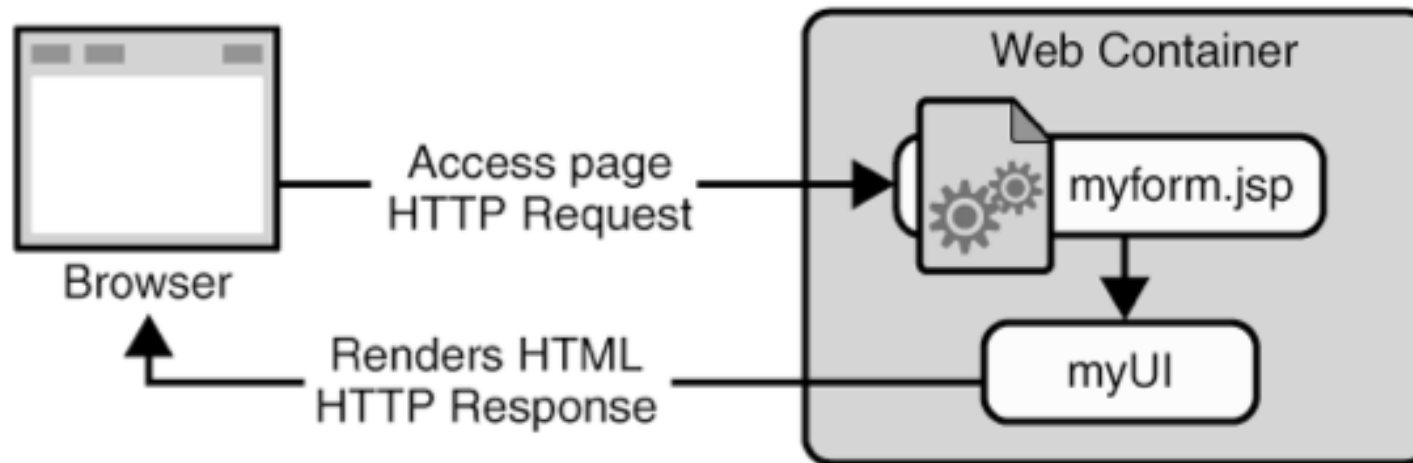 Web Container
Access page
HTTP Request
myform.jsp
Browser
Renders HTML
HTTP Response
myUI